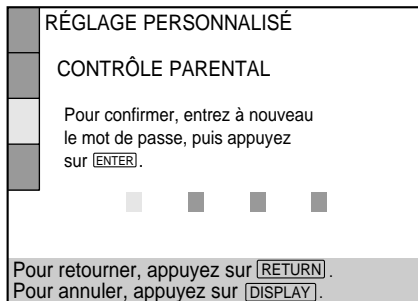 RÉGLAGE PERSONNALISÉ
CONTRÔLE PARENTAL
Pour confirmer, entrez à nouveau
le mot de passe, puis appuyez
sur ENTER.
Pour retourner, appuyez sur RETURN.
Pour annuler, appuyez sur DISPLAY.